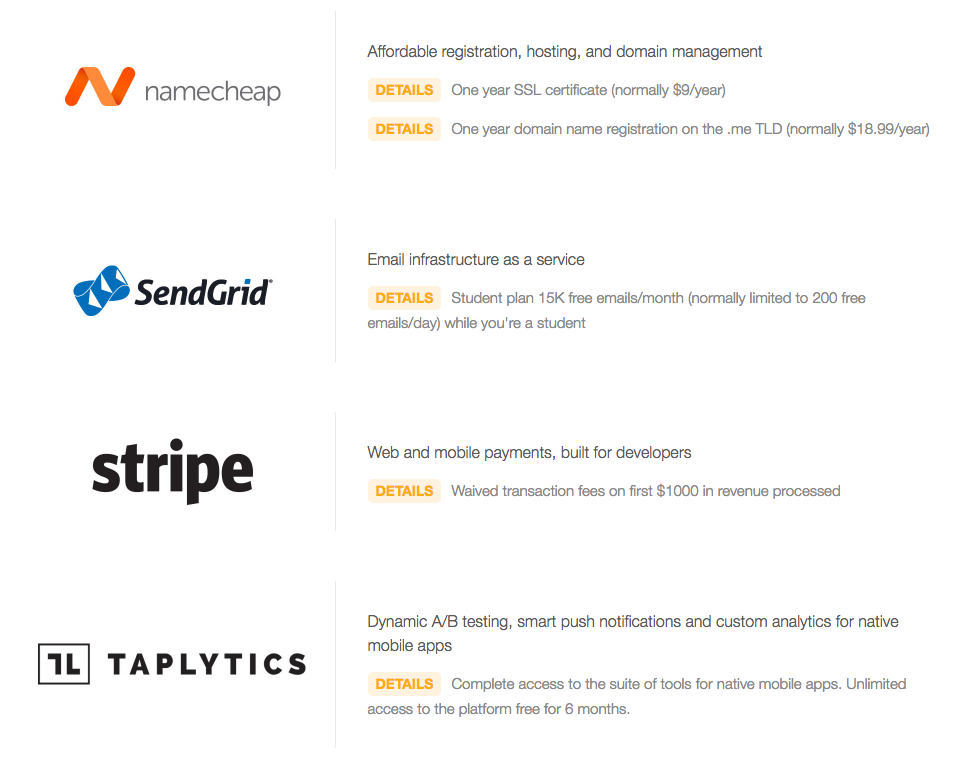 namecheap
Affordable registration, hosting, and domain management
DETAILS One year SSL certificate (normally $9/year)
DETAILS One year domain name registration on the .me TLD (normally $18.99/year)
SendGrid®
Email infrastructure as a service
DETAILS Student plan 15K free emails/month (normally limited to 200 free
emails/day) while you're a student
stripe
Web and mobile payments, built for developers
DETAILS Waived transaction fees on first $1000 in revenue processed
TL TAPLYTICS
Dynamic A/B testing, smart push notifications and custom analytics for native
mobile apps
DETAILS Complete access to the suite of tools for native mobile apps. Unlimited
access to the platform free for 6 months.